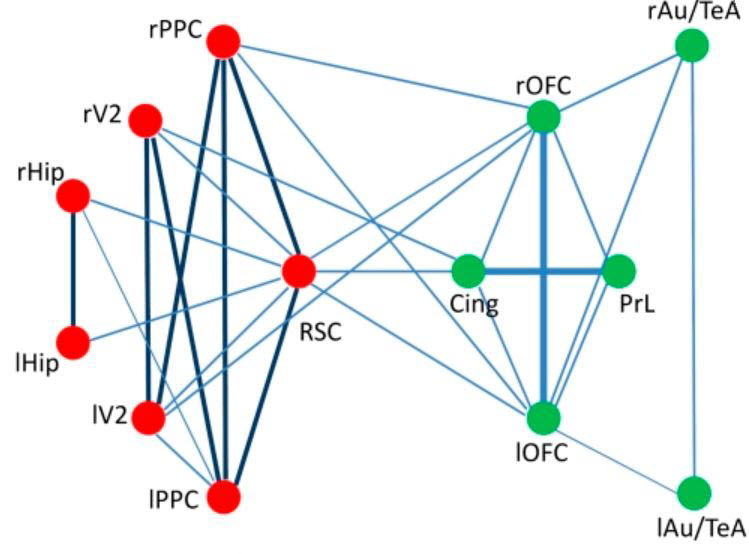 rAu/TeA
rPPC
rOFC
rV2
rHip
Cing
PrL
RSC
lHip
lV2
lOFC
lPPC
lAu/TeA